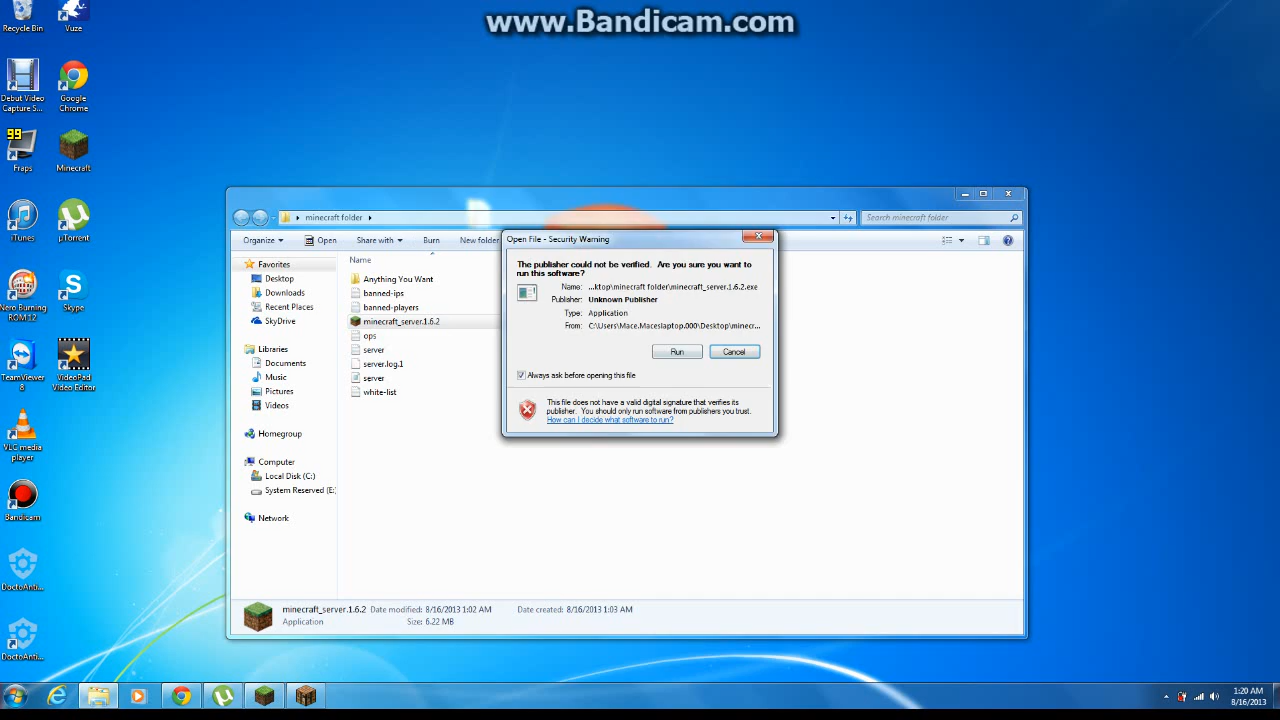 www.Bandicam.com
Recycle Bin
Vuze
Debut Video
Capture S...
Google
Chrome
99
Fraps
Minecraft
iTunes
µTorrent
Nero Burning
ROM 12
Skype
TeamViewer
8
VideoPad
Video Editor
VLC media
player
Bandicam
DoctoAnti...
DoctoAnti...
minecraft folder
Search minecraft folder
Organize
Open
Share with
Burn
New folder
Favorites
Desktop
Downloads
Recent Places
SkyDrive
Libraries
Documents
Music
Pictures
Videos
Homegroup
Computer
Local Disk (C:)
System Reserved (E:
Network
Name
Anything You Want
banned-ips
banned-players
minecraft_server.1.6.2
ops
server
server.log.1
server
white-list
Open File - Security Warning
The publisher could not be verified. Are you sure you want to
run this software?
Name: ...ktop\minecraft folder\minecraft_server.1.6.2.exe
Publisher: Unknown Publisher
Type: Application
From: C:\Users\Mace.Maceslaptop.000\Desktop\minecr...
Run
Cancel
Always ask before opening this file
This file does not have a valid digital signature that verifies its
publisher. You should only run software from publishers you trust.
How can I decide what software to run?
minecraft_server.1.6.2 Date modified: 8/16/2013 1:02 AM Date created: 8/16/2013 1:03 AM
Application Size: 6.22 MB
1:20 AM
8/16/2013